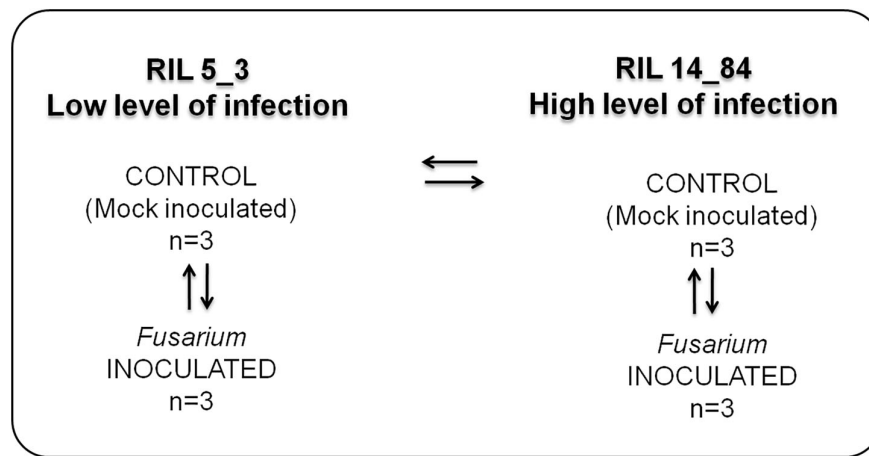 RIL 5_3
Low level of infection
CONTROL
(Mock inoculated)
n=3
Fusarium
INOCULATED
n=3
RIL 14_84
High level of infection
CONTROL
(Mock inoculated)
n=3
Fusarium
INOCULATED
n=3